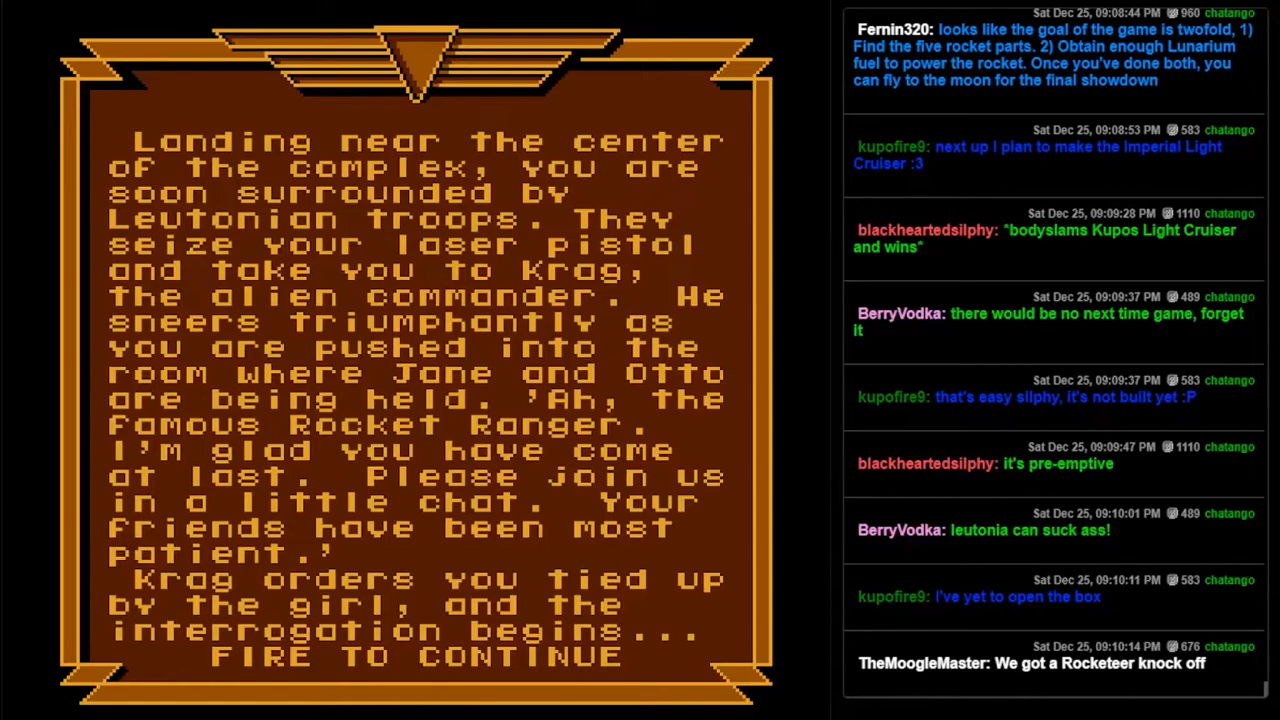 Landing near the center
of the complex, you are
soon surrounded by
Leutonian troops. They
seize your laser pistol
and take you to Krag,
the alien commander. He
sneers triumphantly as
you are pushed into the
room where Jane and Otto
are being held. 'Ah, the
famous Rocket Ranger.
I'm glad you have come
at last. Please join us
in a little chat. Your
friends have been most
patient.'
Krag orders you tied up
by the girl, and the
interrogation begins...
FIRE TO CONTINUE
Sat Dec 25, 09:08:44 PM 960 chatango
Fernin320: looks like the goal of the game is twofold, 1)
Find the five rocket parts. 2) Obtain enough Lunarium
fuel to power the rocket. Once you've done both, you
can fly to the moon for the final showdown
Sat Dec 25, 09:08:53 PM 583 chatango
kupofire9: next up I plan to make the Imperial Light
Cruiser :3
Sat Dec 25, 09:09:28 PM 1110 chatango
blackheartedsilphy: *bodyslams Kupos Light Cruiser
and wins*
Sat Dec 25, 09:09:37 PM 489 chatango
BerryVodka: there would be no next time game, forget
it
Sat Dec 25, 09:09:37 PM 583 chatango
kupofire9: that's easy silphy, it's not built yet :P
Sat Dec 25, 09:09:47 PM 1110 chatango
blackheartedsilphy: it's pre-emptive
Sat Dec 25, 09:10:01 PM 489 chatango
BerryVodka: leutonia can suck ass!
Sat Dec 25, 09:10:11 PM 583 chatango
kupofire9: I've yet to open the box
Sat Dec 25, 09:10:14 PM 676 chatango
TheMoogleMaster: We got a Rocketeer knock off